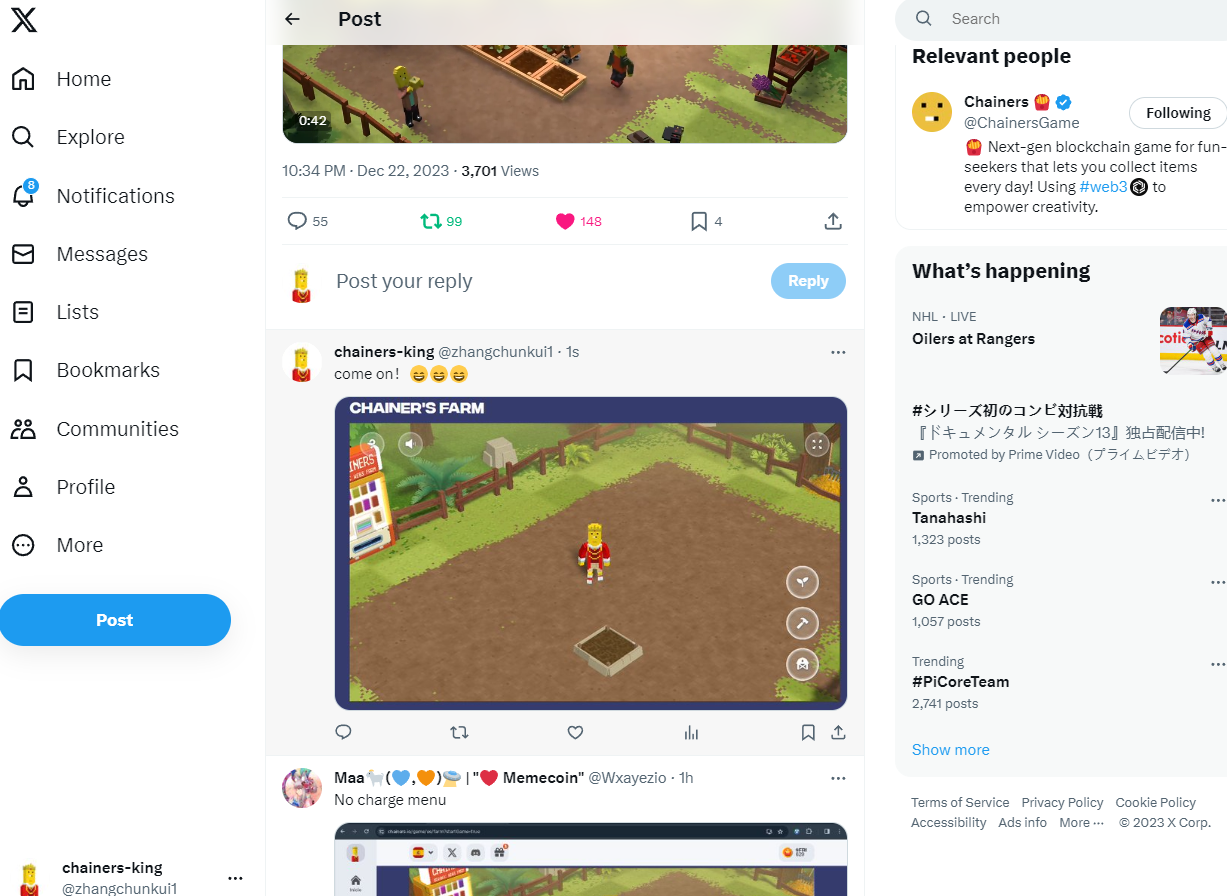 Home
Explore
8
Notifications
Messages
Lists
Bookmarks
Communities
Profile
More
Post
chainers-king
@zhangchunkui1
Post
0:42
10:34 PM · Dec 22, 2023 · 3,701 Views
55
99
148
4
Post your reply
Reply
chainers-king @zhangchunkui1 · 1s
come on！ 😄😄😄
CHAINER'S FARM
Maa🐐(💙,🧡)🪬 | "❤️ Memecoin" @Wxayezio · 1h
No charge menu
Search
Relevant people
Chainers 🍟
@ChainersGame
Following
🍟 Next-gen blockchain game for fun-
seekers that lets you collect items
every day! Using #web3 to
empower creativity.
What's happening
NHL · LIVE
Oilers at Rangers
#シリーズ初のコンビ対抗戦
『ドキュメンタル シーズン13』独占配信中!
Promoted by Prime Video（プライムビデオ）
Sports · Trending
Tanahashi
1,323 posts
Sports · Trending
GO ACE
1,057 posts
Trending
#PiCoreTeam
2,741 posts
Show more
Terms of Service Privacy Policy Cookie Policy
Accessibility Ads info More ··· © 2023 X Corp.